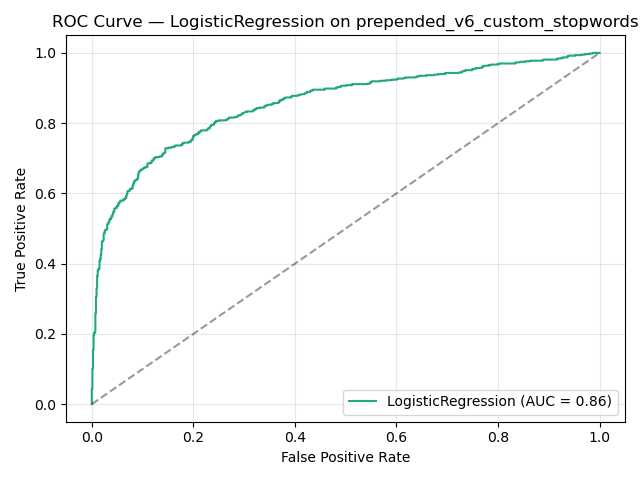 ROC Curve — LogisticRegression on prepended_v6_custom_stopwords
True Positive Rate
1.0
0.8
0.6
0.4
0.2
0.0
LogisticRegression (AUC = 0.86)
0.0 0.2 0.4 0.6 0.8 1.0
False Positive Rate